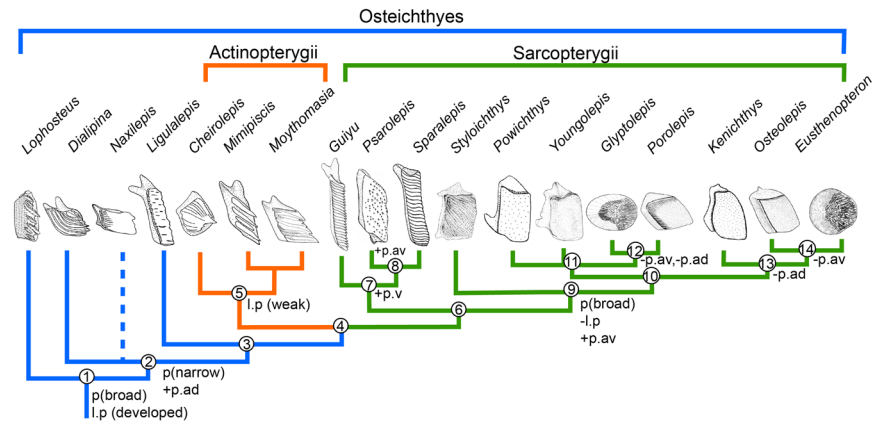 Osteichthyes
Actinopterygii
Sarcopterygii
Lophosteus
Dialipina
Naxilepis
Ligulalepis
Cheirolepis
Mimipiscis
Moythomasia
Guiyu
Psarolepis
Sparalepis
Styloichthys
Powichthys
Youngolepis
Glyptolepis
Porolepis
Kenichthys
Osteolepis
Eusthenopteron
+p.av
8
12
-p.av,-p.ad
14
-p.av
11
13
-p.ad
10
5
l.p (weak)
7
+p.v
9
p(broad)
-l.p
+p.av
6
4
3
2
p(narrow)
+p.ad
1
p(broad)
l.p (developed)